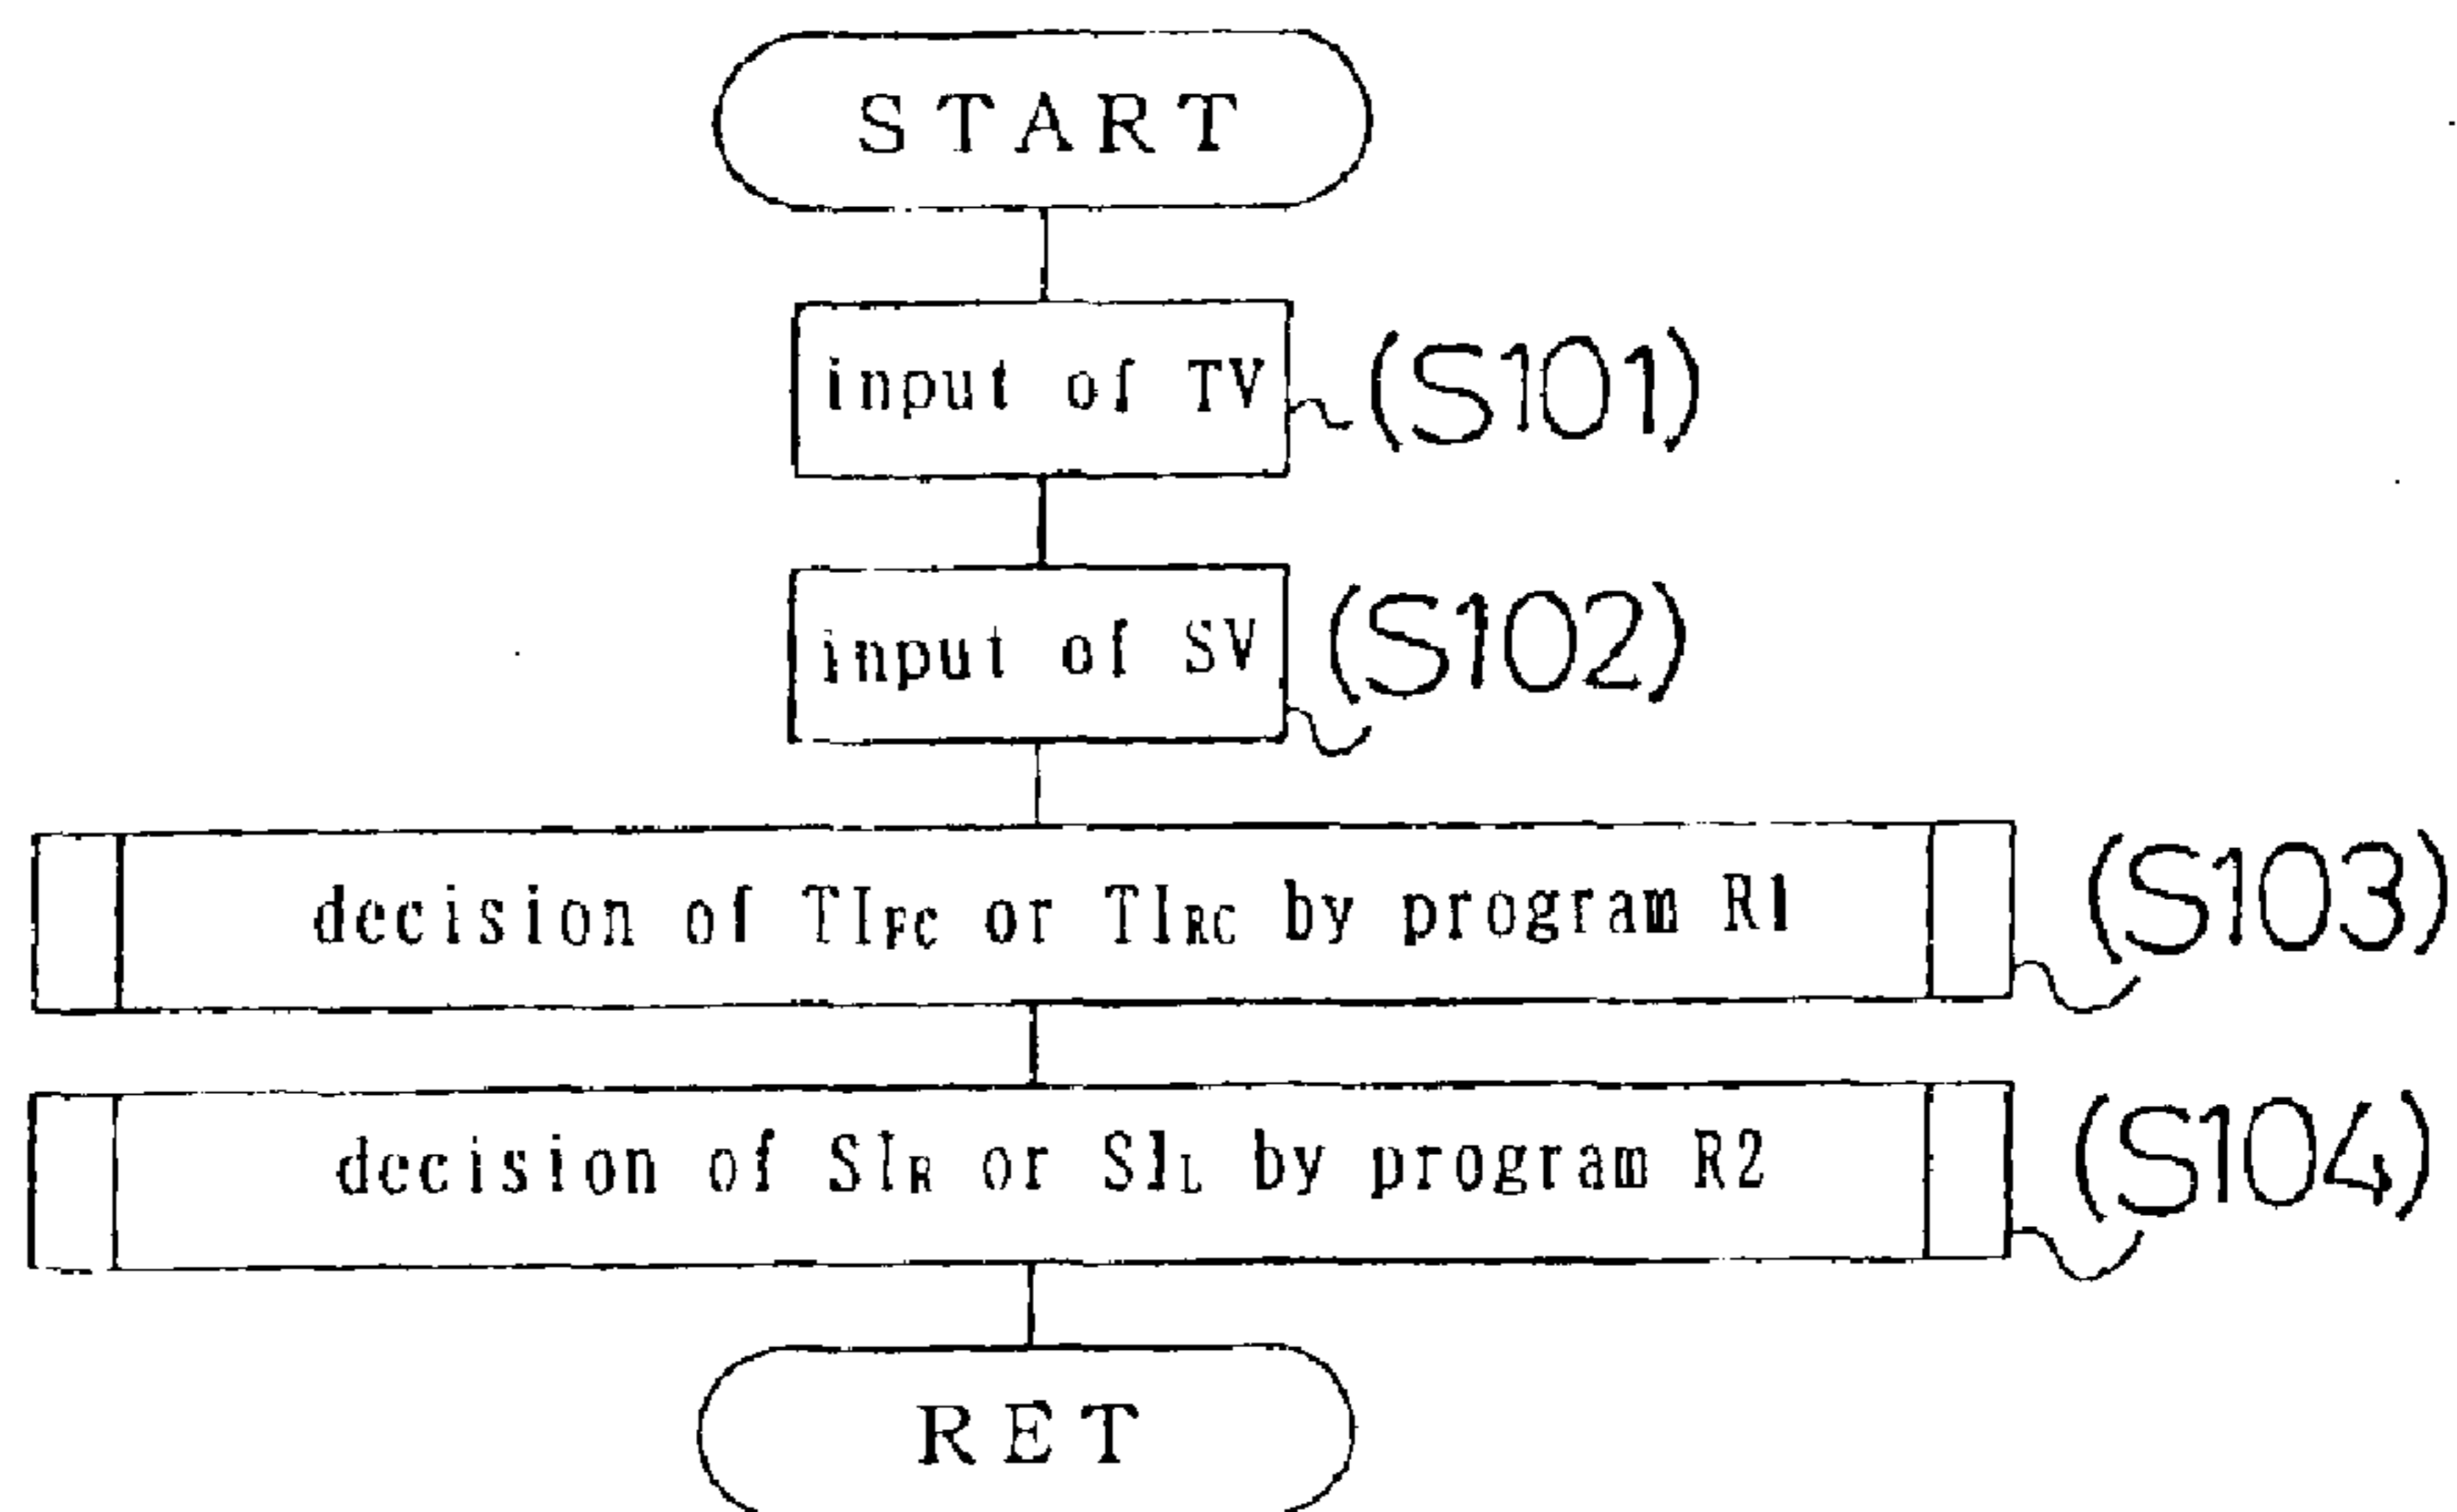 START
input of TV (S101)
input of SV (S102)
decision of TIFC or TIRC by program R1 (S103)
decision of SIR or SIL by program R2 (S104)
RET